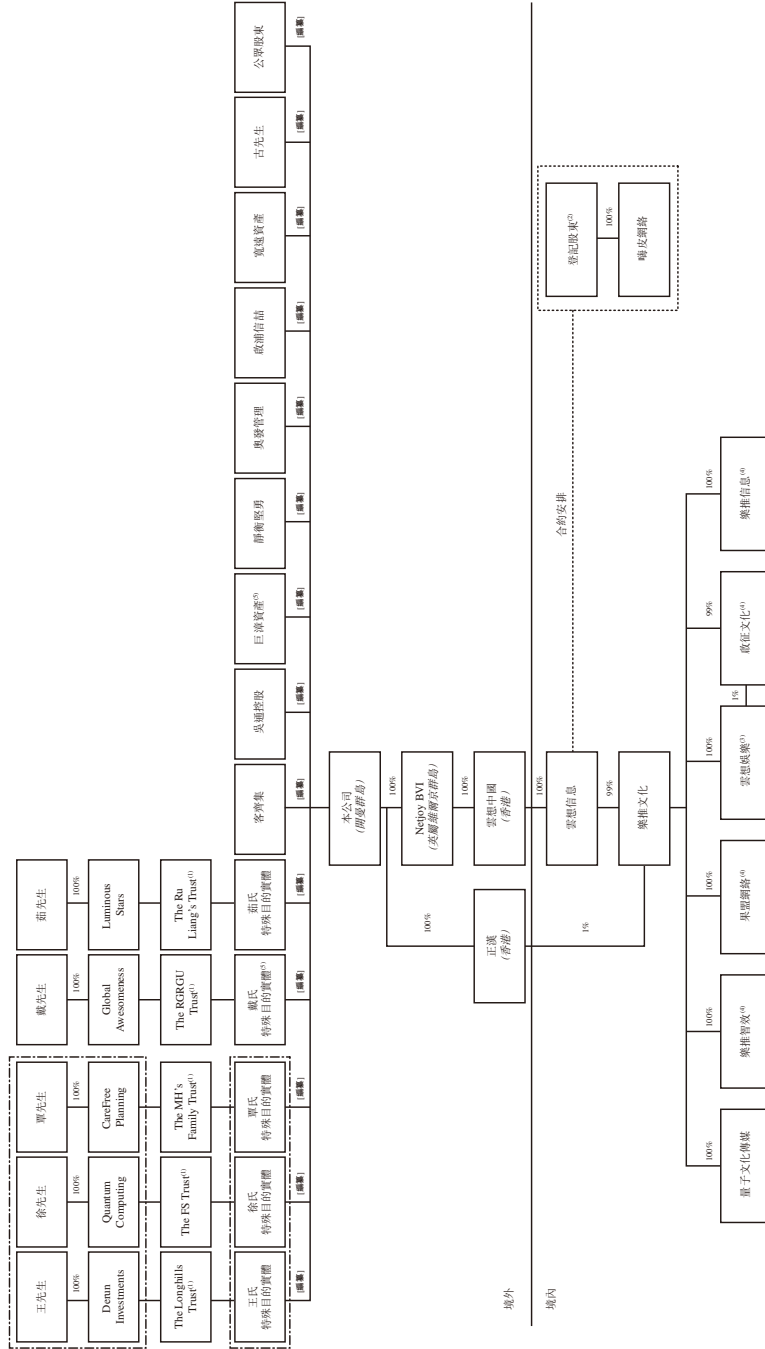 王先生
徐先生
覃先生
戴先生
茹先生
100%
100%
100%
100%
100%
Derun
Investments
Quantum
Computing
CareFree
Planning
Global
Awesomeness
Luminous
Stars
The Longhills
Trust(1)
The FS Trust(1)
The MH's
Family Trust(1)
The RGRGU
Trust(1)
The Ru
Liang's Trust(1)
王氏
特殊目的實體
徐氏
特殊目的實體
覃氏
特殊目的實體
戴氏
特殊目的實體(5)
茹氏
特殊目的實體
客齊集
吳通控股
巨漳資產(5)
靜衡堅勇
奧發管理
啟浦信喆
寬遠資產
古先生
公眾股東
本公司
(開曼群島)
100%
100%
Netjoy BVI
(英屬維爾京群島)
100%
正漢
(香港)
雲想中國
(香港)
境外
境內
100%
雲想信息
合約安排
登記股東(2)
100%
嗨皮網絡
1%
99%
樂推文化
100%
100%
100%
100%
99%
100%
1%
量子文化傳媒
樂推智效(4)
果盟網絡(4)
雲想娛樂(3)
啟征文化(4)
樂推信息(4)